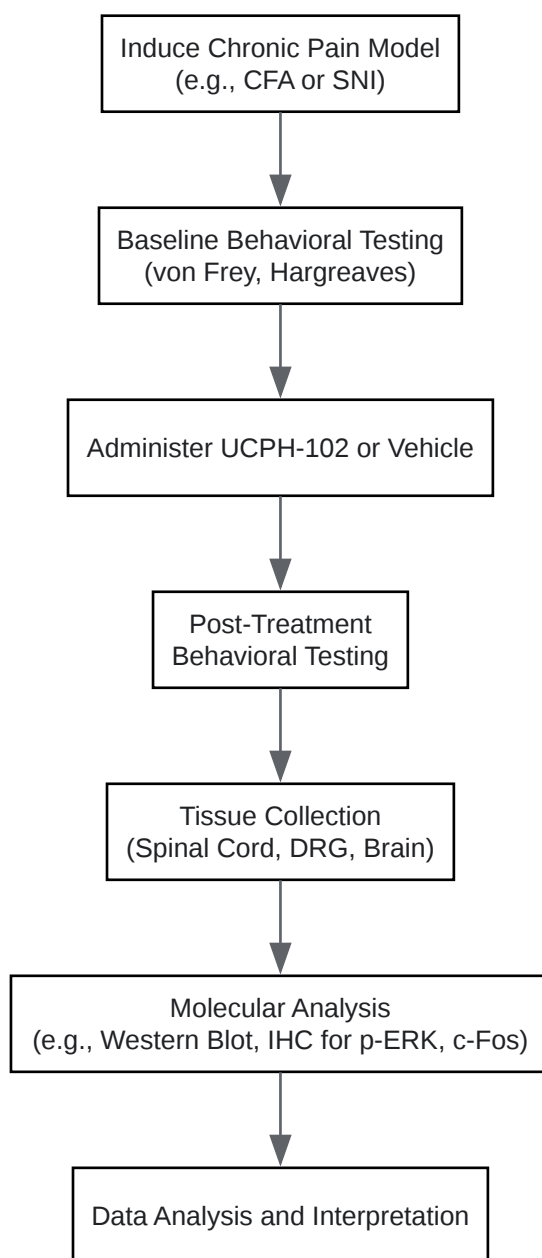 Induce Chronic Pain Model
(e.g., CFA or SNI)
Baseline Behavioral Testing
(von Frey, Hargreaves)
Administer UCPH-102 or Vehicle
Post-Treatment
Behavioral Testing
Tissue Collection
(Spinal Cord, DRG, Brain)
Molecular Analysis
(e.g., Western Blot, IHC for p-ERK, c-Fos)
Data Analysis and Interpretation